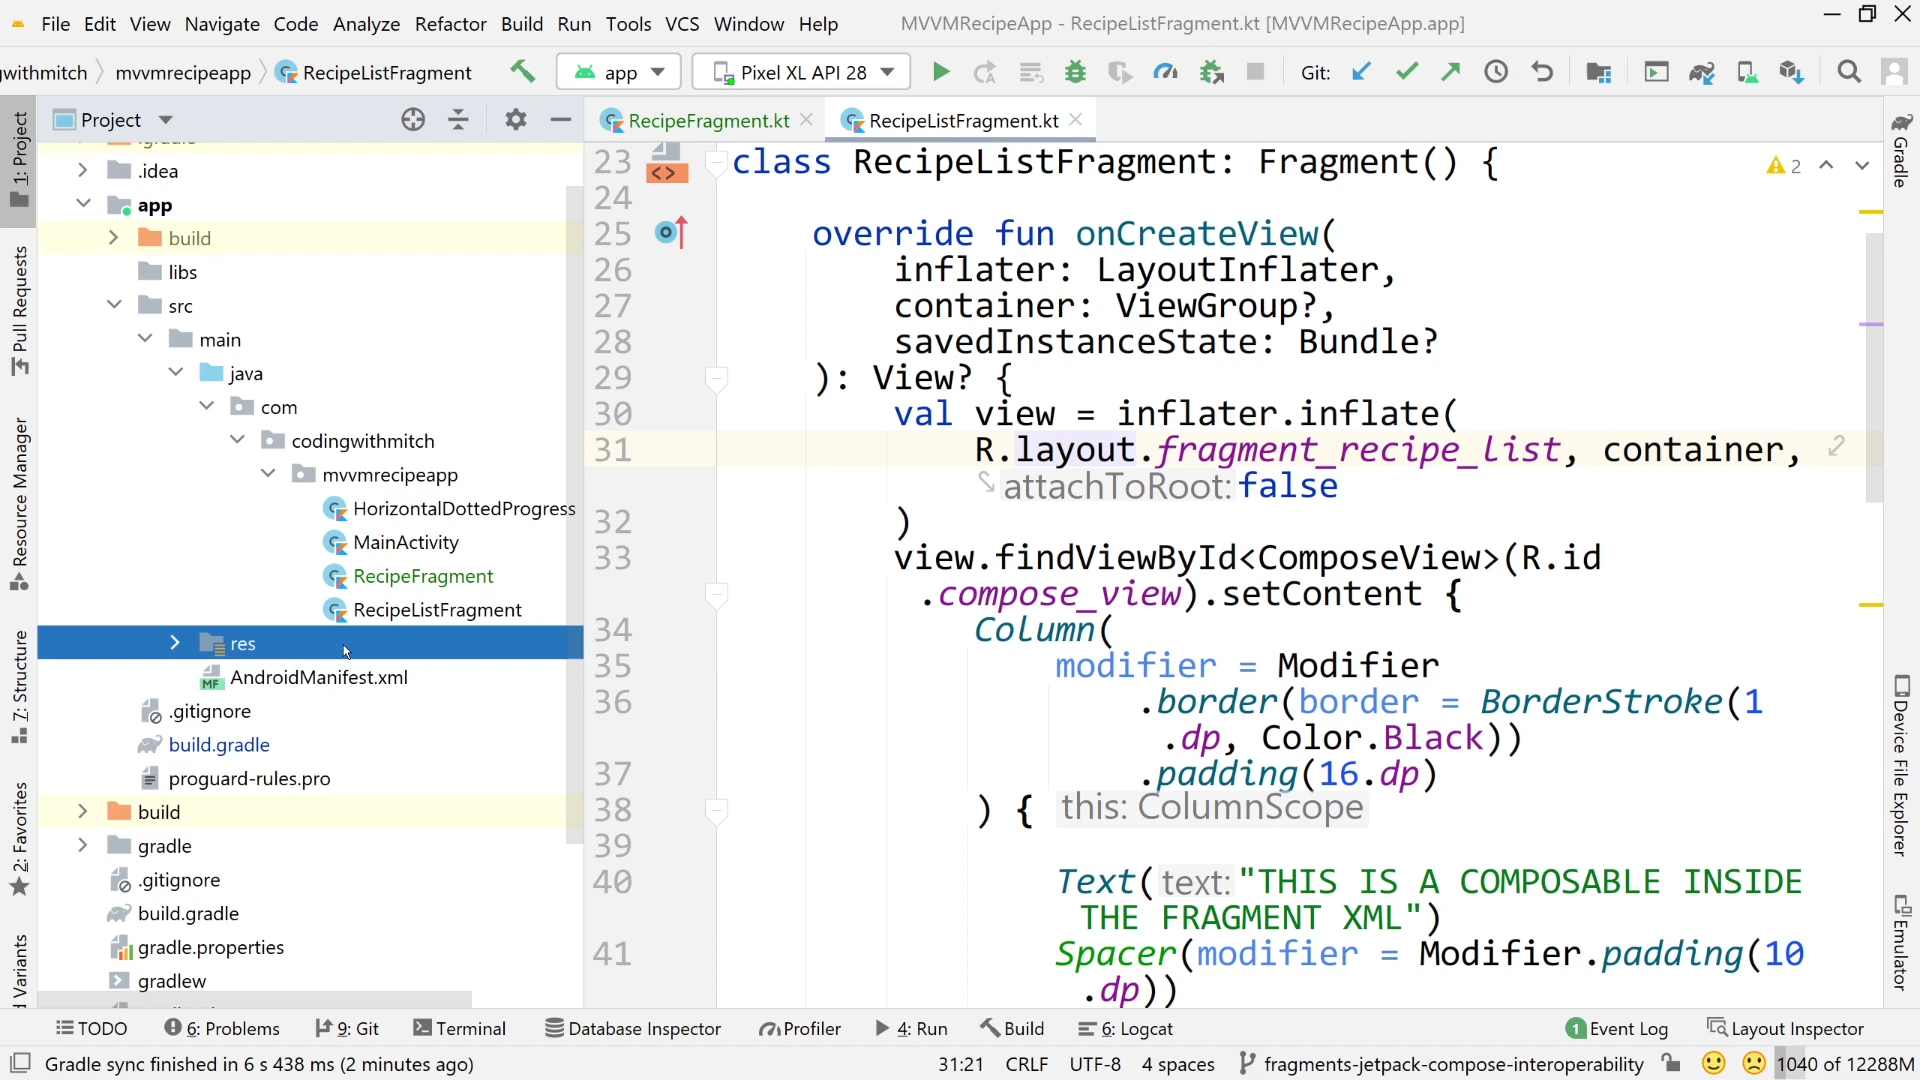 File Edit View Navigate Code Analyze Refactor Build Run Tools VCS Window Help MVVMRecipeApp - RecipeListFragment.kt [MVVMRecipeApp.app]
withmitch mvvmrecipeapp RecipeListFragment app Pixel XL API 28 Git:
Project
RecipeFragment.kt RecipeListFragment.kt
.idea
app
build
libs
src
main
java
com
codingwithmitch
mvvmrecipeapp
HorizontalDottedProgress
MainActivity
RecipeFragment
RecipeListFragment
res
AndroidManifest.xml
.gitignore
build.gradle
proguard-rules.pro
build
gradle
.gitignore
build.gradle
gradle.properties
gradlew
1: Project
Pull Requests
Resource Manager
7: Structure
2: Favorites
Variants
23 class RecipeListFragment: Fragment() {
2
24
25 override fun onCreateView(
26 inflater: LayoutInflater,
27 container: ViewGroup?,
28 savedInstanceState: Bundle?
29 ): View? {
30 val view = inflater.inflate(
31 R.layout.fragment_recipe_list, container,
attachToRoot: false
32 )
33 view.findViewById<ComposeView>(R.id
.compose_view).setContent {
34 Column(
35 modifier = Modifier
36 .border(border = BorderStroke(1
.dp, Color.Black))
37 .padding(16.dp)
38 ) { this: ColumnScope
39
40 Text( text: "THIS IS A COMPOSABLE INSIDE
THE FRAGMENT XML")
41 Spacer(modifier = Modifier.padding(10
.dp))
Gradle
Device File Explorer
Emulator
TODO 6: Problems 9: Git Terminal Database Inspector Profiler 4: Run Build 6: Logcat 1 Event Log Layout Inspector
Gradle sync finished in 6 s 438 ms (2 minutes ago) 31:21 CRLF UTF-8 4 spaces fragments-jetpack-compose-interoperability 1040 of 12288M